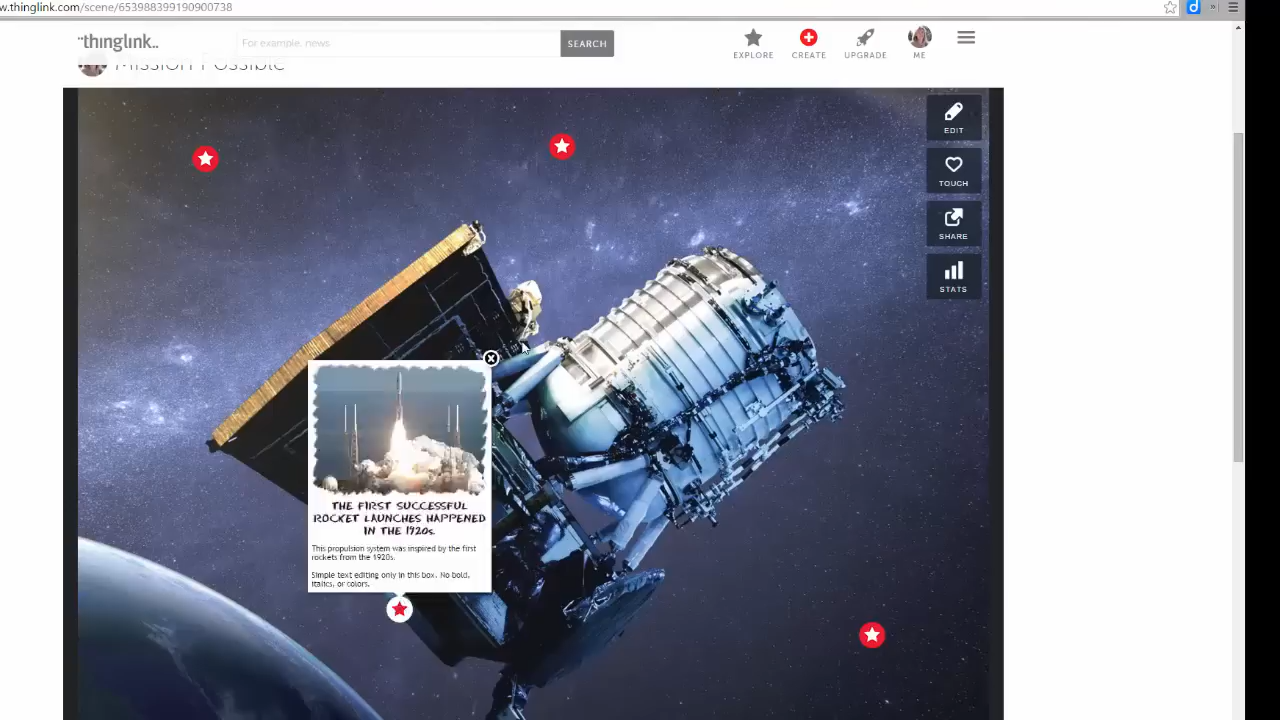 w.thinglink.com/scene/653988399190900738
"thinglink..
For example, news
SEARCH
EXPLORE
CREATE
UPGRADE
ME
Mission Possible
EDIT
TOUCH
SHARE
STATS
THE FIRST SUCCESSFUL
ROCKET LAUNCHES HAPPENED
IN THE 1920s.
This propulsion system was inspired by the first
rockets from the 1920s.
Simple text editing only in this box. No bold,
italics, or colors.